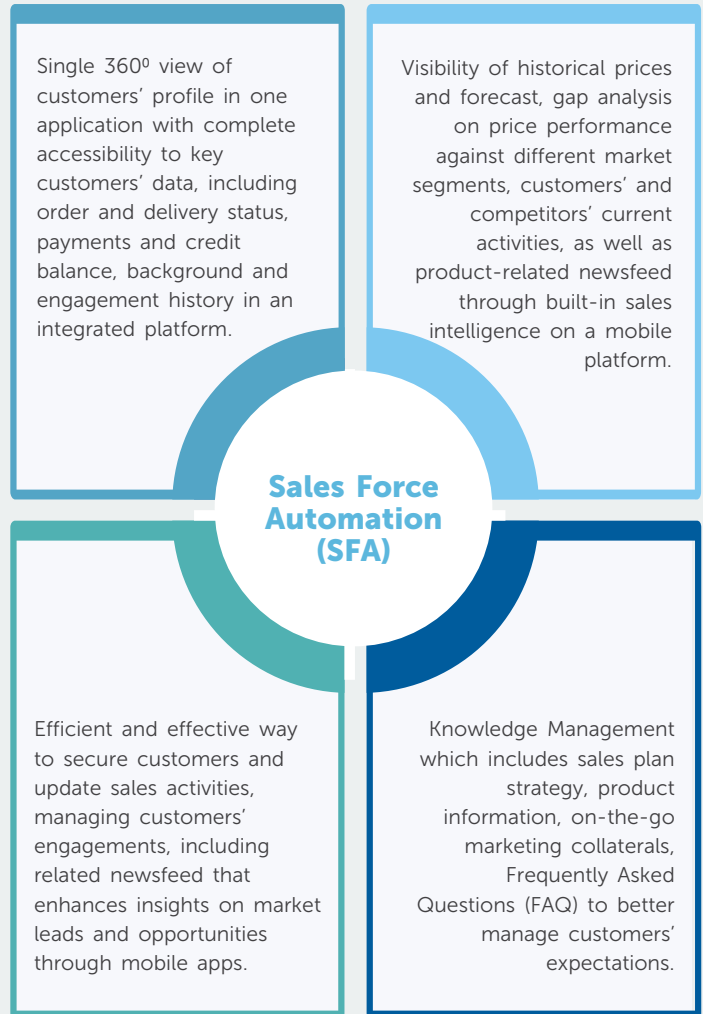 Single 360⁰ view of
customers’ profile in one
application with complete
accessibility to key
customers’ data, including
order and delivery status,
payments and credit
balance, background and
engagement history in an
integrated platform.
Visibility of historical prices
and forecast, gap analysis
on price performance
against different market
segments, customers’ and
competitors’ current
activities, as well as
product-related newsfeed
through built-in sales
intelligence on a mobile
platform.
Sales Force
Automation
(SFA)
Efficient and effective way
to secure customers and
update sales activities,
managing customers’
engagements, including
related newsfeed that
enhances insights on market
leads and opportunities
through mobile apps.
Knowledge Management
which includes sales plan
strategy, product
information, on-the-go
marketing collaterals,
Frequently Asked
Questions (FAQ) to better
manage customers’
expectations.